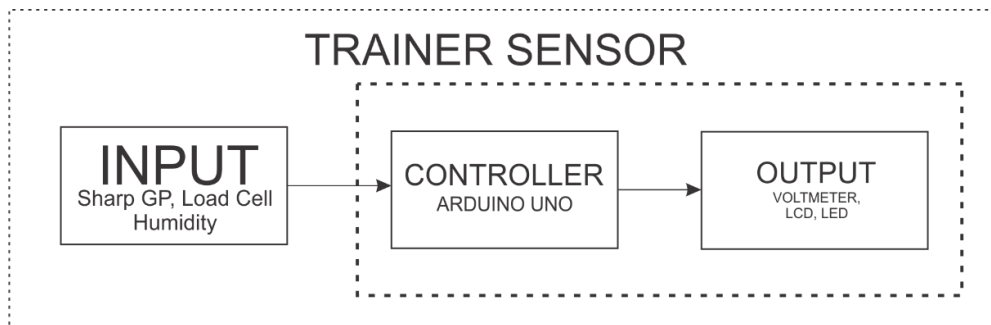 TRAINER SENSOR
INPUT
Sharp GP, Load Cell
Humidity
CONTROLLER
ARDUINO UNO
OUTPUT
VOLTMETER,
LCD, LED